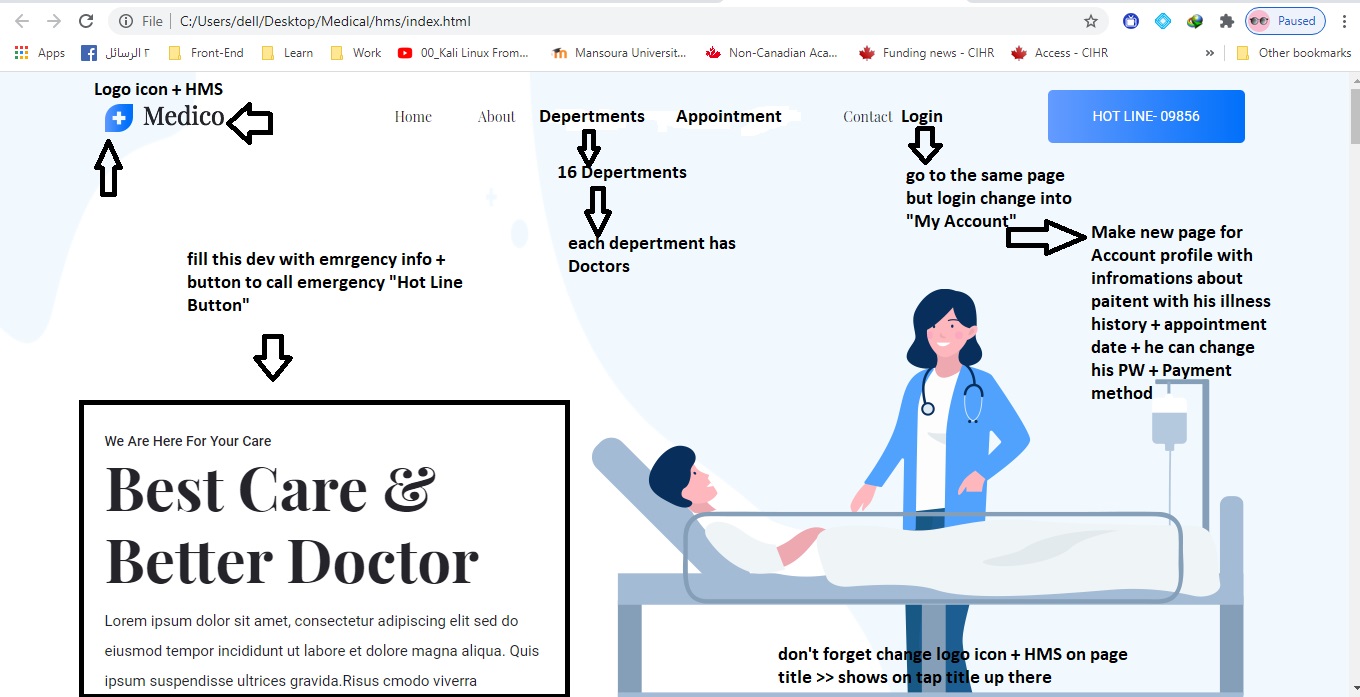 File C:/Users/dell/Desktop/Medical/hms/index.html Paused
Apps ٢ الرسائل Front-End Learn Work 00_Kali Linux From... Mansoura Universit... Non-Canadian Aca... Funding news - CIHR Access - CIHR » Other bookmarks
Logo icon + HMS
Medico
Home About Depertments Appointment Contact Login HOT LINE- 09856
16 Depertments
each depertment has
Doctors
go to the same page
but login change into
"My Account"
Make new page for
Account profile with
infromations about
paitent with his illness
history + appointment
date + he can change
his PW + Payment
method
fill this dev with emrgency info +
button to call emergency "Hot Line
Button"
We Are Here For Your Care
Best Care &
Better Doctor
Lorem ipsum dolor sit amet, consectetur adipiscing elit sed do
eiusmod tempor incididunt ut labore et dolore magna aliqua. Quis
ipsum suspendisse ultrices gravida.Risus cmodo viverra
don't forget change logo icon + HMS on page
title >> shows on tap title up there